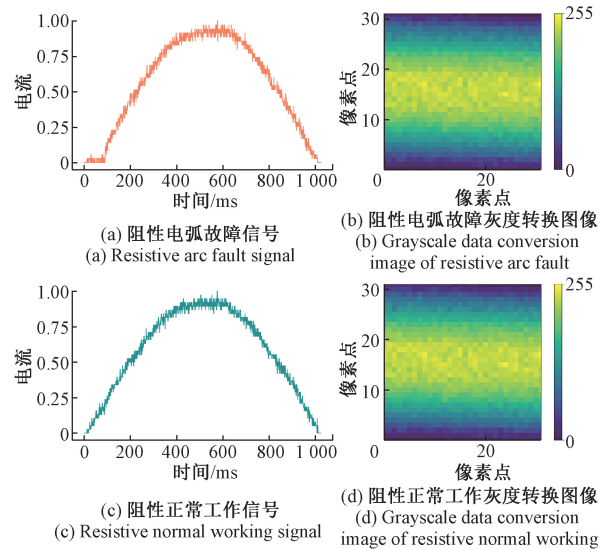 1.00
0.75
0.50
0.25
0
电流
0 200 400 600 800 1 000
时间/ms
(a) 阻性电弧故障信号
(a) Resistive arc fault signal
30
20
10
0
像素点
20
像素点
255
0
(b) 阻性电弧故障灰度转换图像
(b) Grayscale data conversion
image of resistive arc fault
1.00
0.75
0.50
0.25
0
电流
0 200 400 600 800 1 000
时间/ms
(c) 阻性正常工作信号
(c) Resistive normal working signal
30
20
10
0
像素点
20
像素点
255
0
(d) 阻性正常工作灰度转换图像
(d) Grayscale data conversion
image of resistive normal working